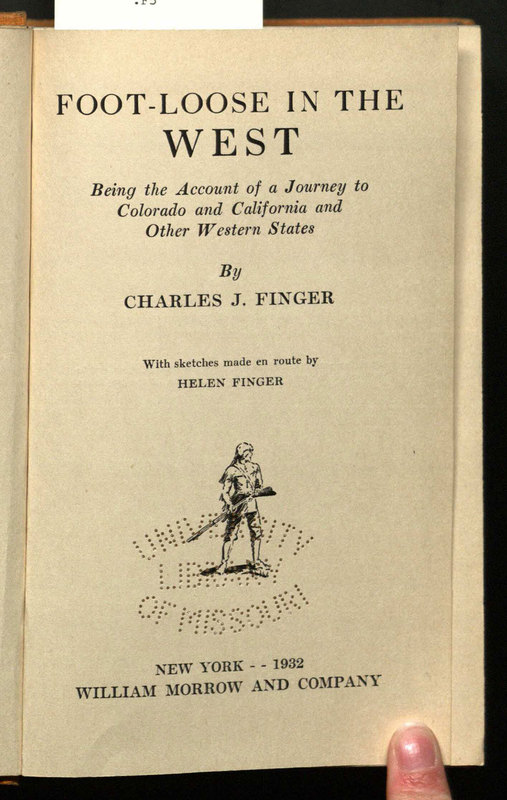 .F5
FOOT-LOOSE IN THE
WEST
Being the Account of a Journey to
Colorado and California and
Other Western States
By
CHARLES J. FINGER
With sketches made en route by
HELEN FINGER
UNIVERSITY
LIBRARY
OF MISSOURI
NEW YORK - - 1932
WILLIAM MORROW AND COMPANY